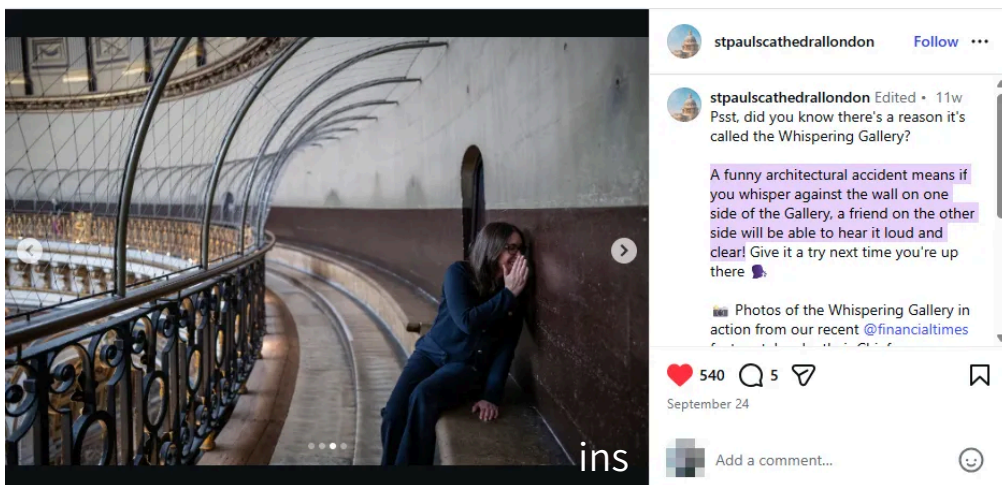 stpaulscathedrallondon
Follow
stpaulscathedrallondon Edited • 11w
Psst, did you know there's a reason it's
called the Whispering Gallery?
A funny architectural accident means if
you whisper against the wall on one
side of the Gallery, a friend on the other
side will be able to hear it loud and
clear! Give it a try next time you're up
there 🗣
📸 Photos of the Whispering Gallery in
action from our recent @financialtimes
540
5
September 24
Add a comment...
ins